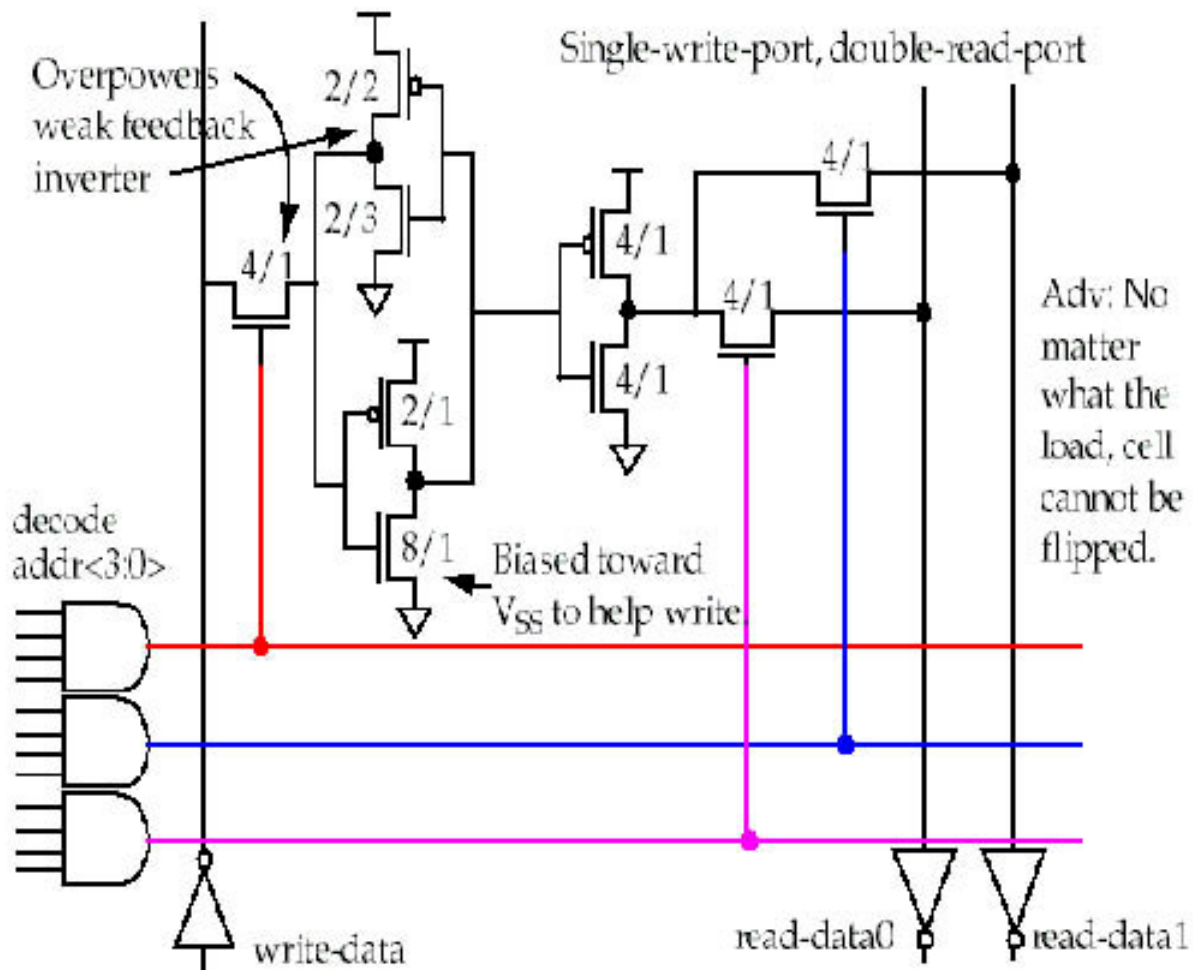 Single-write-port, double-read-port
Overpowers
weak feedback
inverter
2/2
2/3
4/1
2/1
8/1
4/1
4/1
4/1
4/1
Adv: No
matter
what the
load, cell
cannot be
flipped.
decode
addr<3:0>
Biased toward
VSS to help write.
write-data
read-data0
read-data1